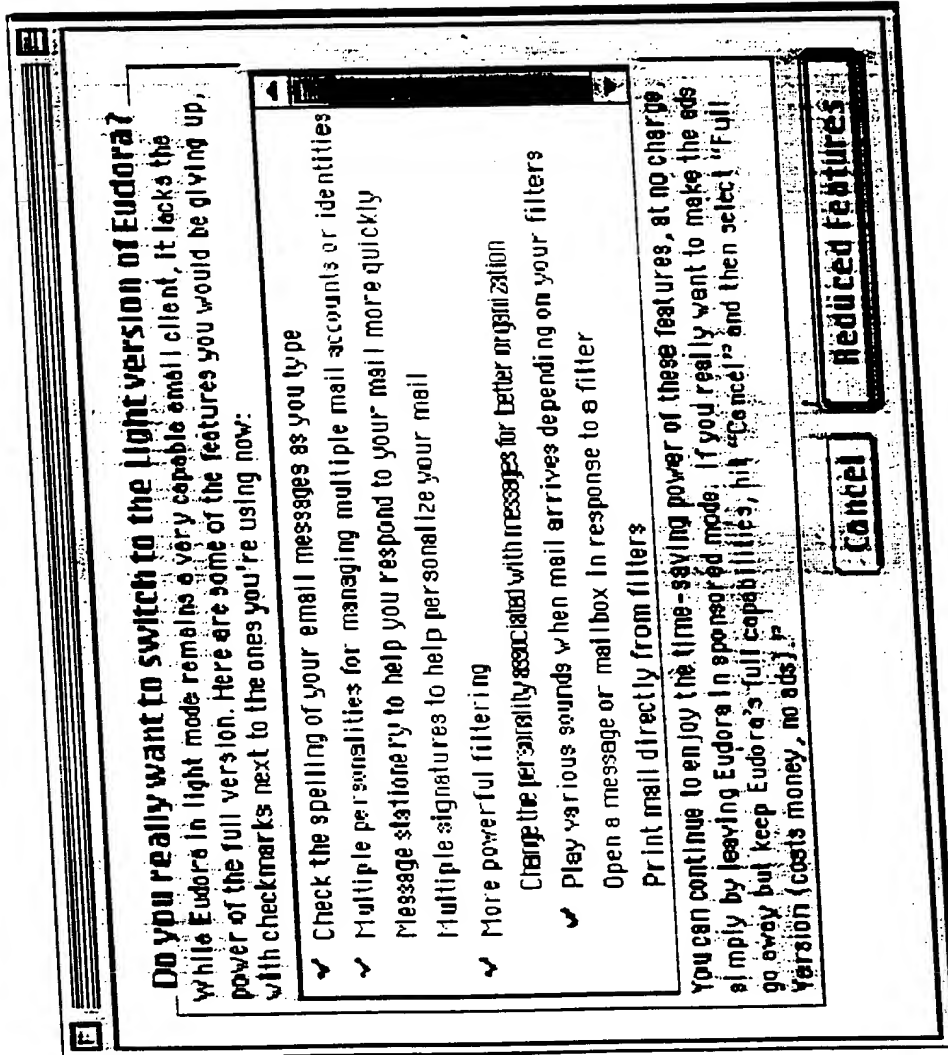 Do you really want to switch to the Light version of Eudora?
While Eudora in light mode remains a very capable email client, it lacks the
power of the full version. Here are some of the features you would be giving up,
with checkmarks next to the ones you're using now:
✓ Check the spelling of your email messages as you type
✓ Multiple personalities for managing multiple mail accounts or identities
Message stationery to help you respond to your mail more quickly
Multiple signatures to help personalize your mail
✓ More powerful filtering
Change the personality associated with messages for better organization
✓ Play various sounds when mail arrives depending on your filters
Open a message or mailbox in response to a filter
Print mail directly from filters
You can continue to enjoy the time-saving power of these features, at no charge,
simply by leaving Eudora in sponsored mode. If you really want to make the ads
go away but keep Eudora's full capabilities, hit "Cancel" and then select "Full
Version (costs money, no ads)."
Cancel
Reduced Features